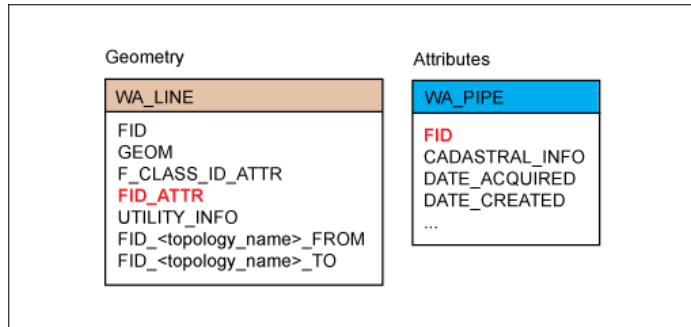 Geometry
WA_LINE
FID
GEOM
F_CLASS_ID_ATTR
FID_ATTR
UTILITY_INFO
FID_<topology_name>_FROM
FID_<topology_name>_TO
Attributes
WA_PIPE
FID
CADASTRAL_INFO
DATE_ACQUIRED
DATE_CREATED
...